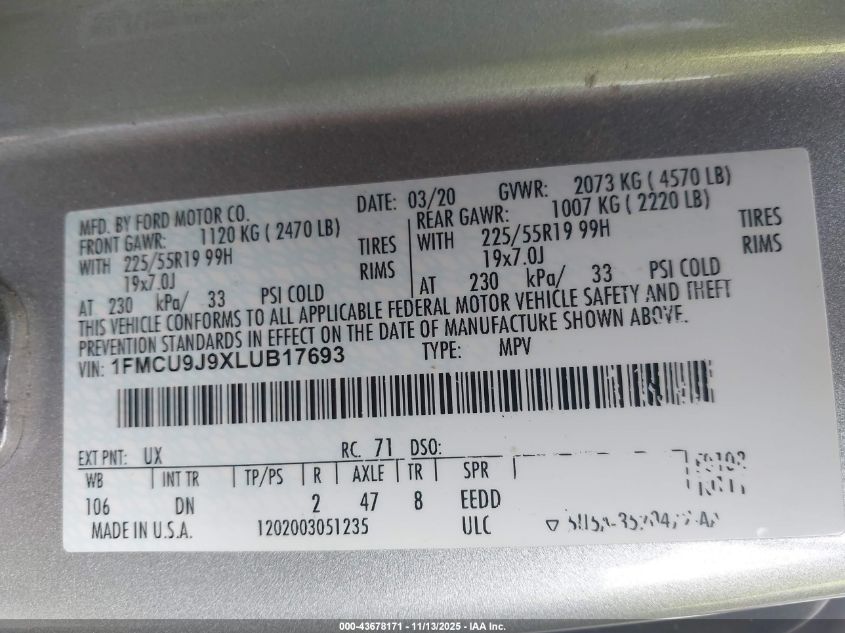 MFD. BY FORD MOTOR CO. DATE: 03/20 GVWR: 2073 KG ( 4570 LB)
FRONT GAWR: 1120 KG ( 2470 LB) REAR GAWR: 1007 KG ( 2220 LB)
WITH 225/55R19 99H TIRES WITH 225/55R19 99H TIRES
19x7.0J RIMS 19x7.0J RIMS
AT 230 kPa/ 33 PSI COLD AT 230 kPa/ 33 PSI COLD
THIS VEHICLE CONFORMS TO ALL APPLICABLE FEDERAL MOTOR VEHICLE SAFETY AND THEFT
PREVENTION STANDARDS IN EFFECT ON THE DATE OF MANUFACTURE SHOWN ABOVE.
VIN: 1FMCU9J9XLUB17693 TYPE: MPV
EXT PNT: UX RC. 71 DSO:
WB INT TR TP/PS R AXLE TR SPR
106 DN 2 47 8 EEDD
MADE IN U.S.A. 1202003051235 ULC
000-43678171 - 11/13/2025 - IAA Inc.